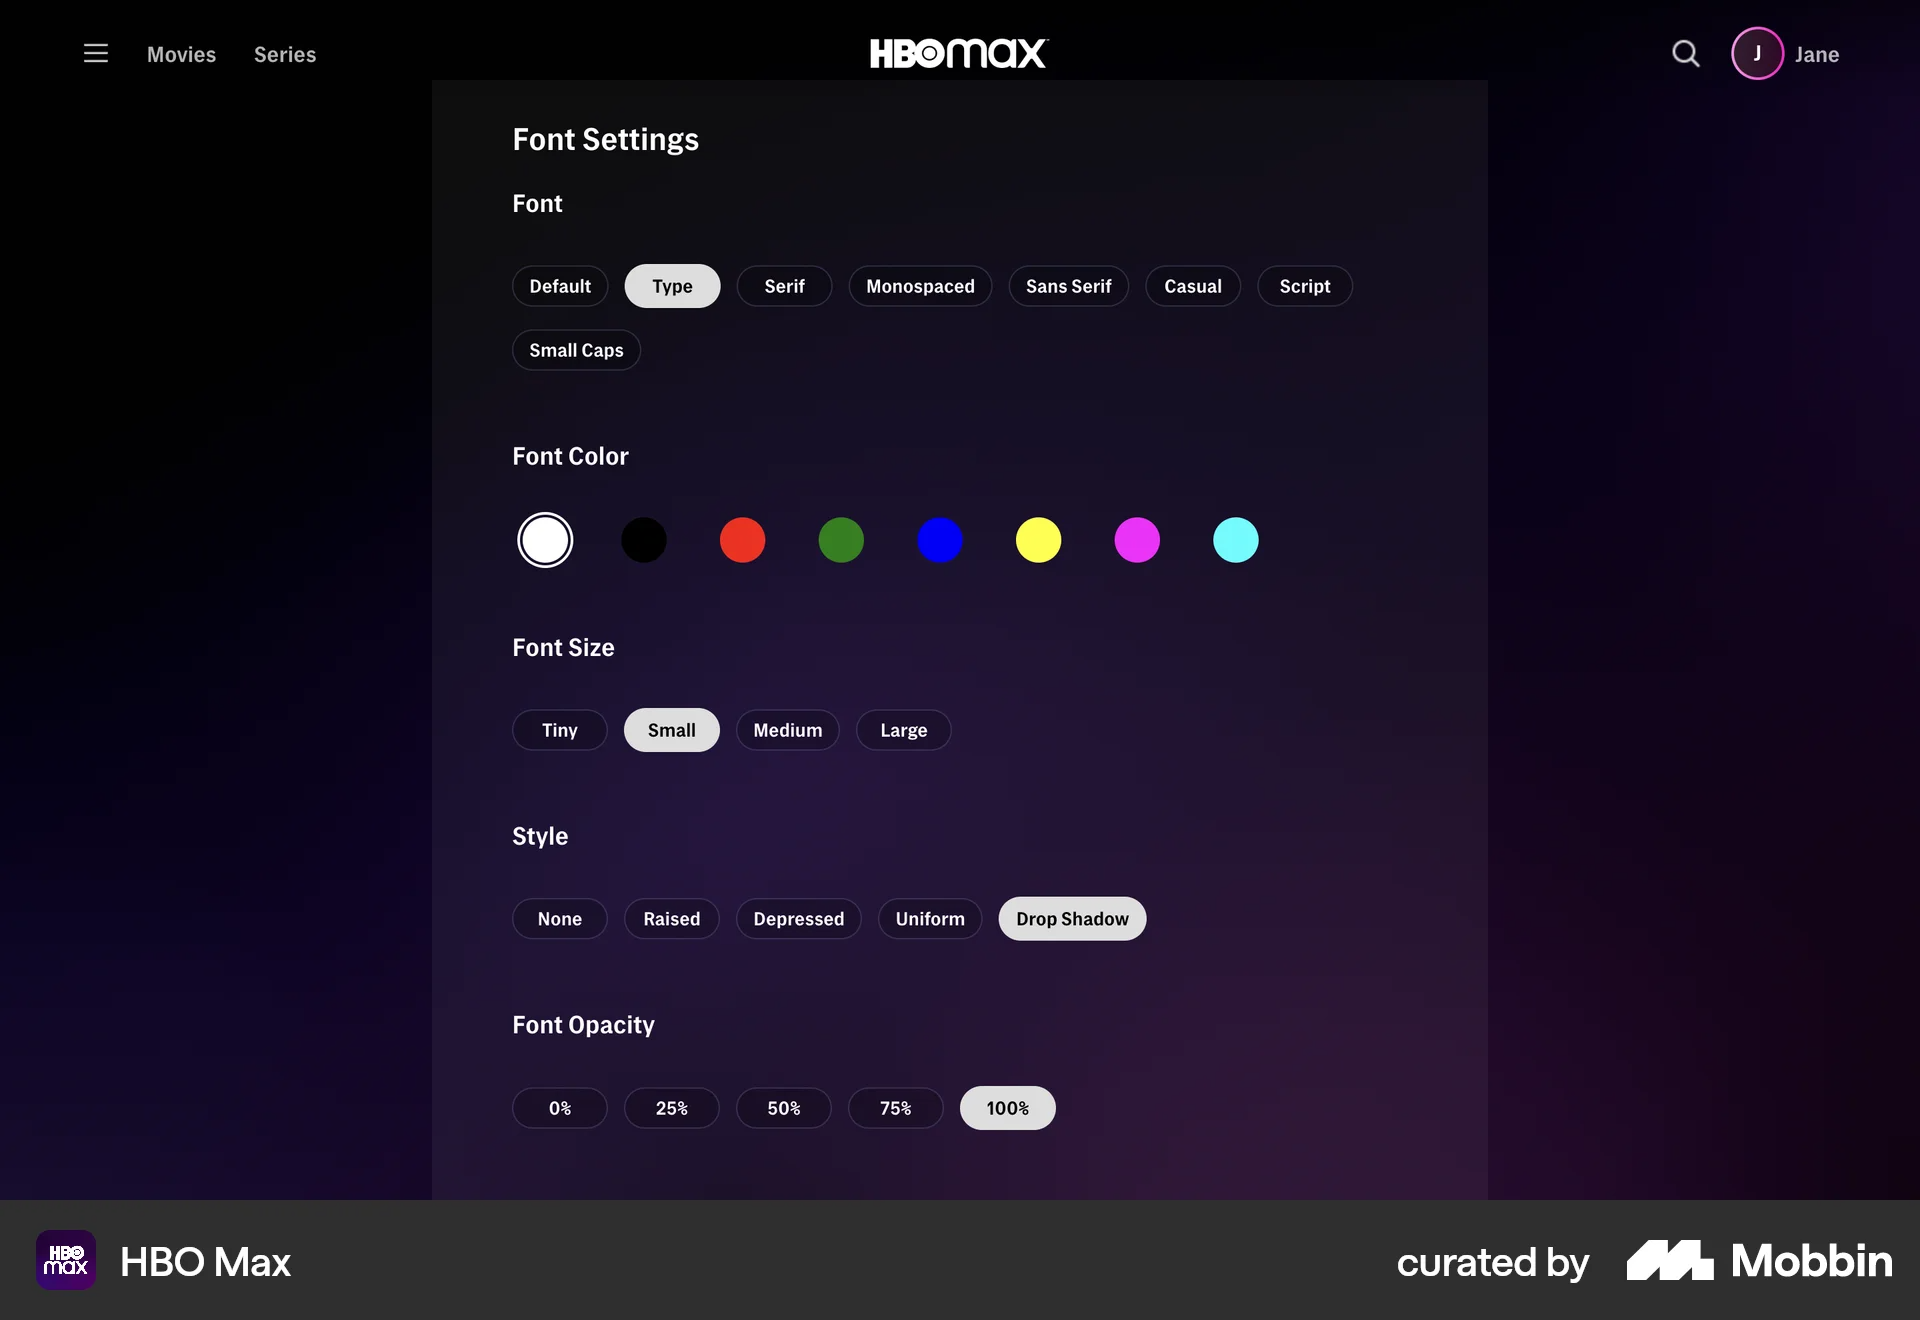 Movies Series HBOmax J Jane
Font Settings
Font
Default Type Serif Monospaced Sans Serif Casual Script
Small Caps
Font Color
Font Size
Tiny Small Medium Large
Style
None Raised Depressed Uniform Drop Shadow
Font Opacity
0% 25% 50% 75% 100%
HBO
max
HBO Max
curated by Mobbin